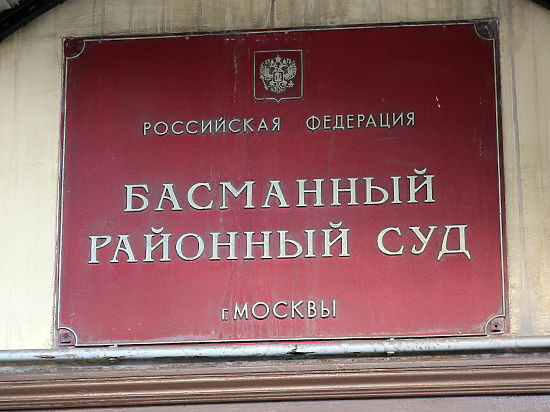 РОССИЙСКАЯ ФЕДЕРАЦИЯ
БАСМАННЫЙ
РАЙОННЫЙ СУД
г. МОСКВЫ